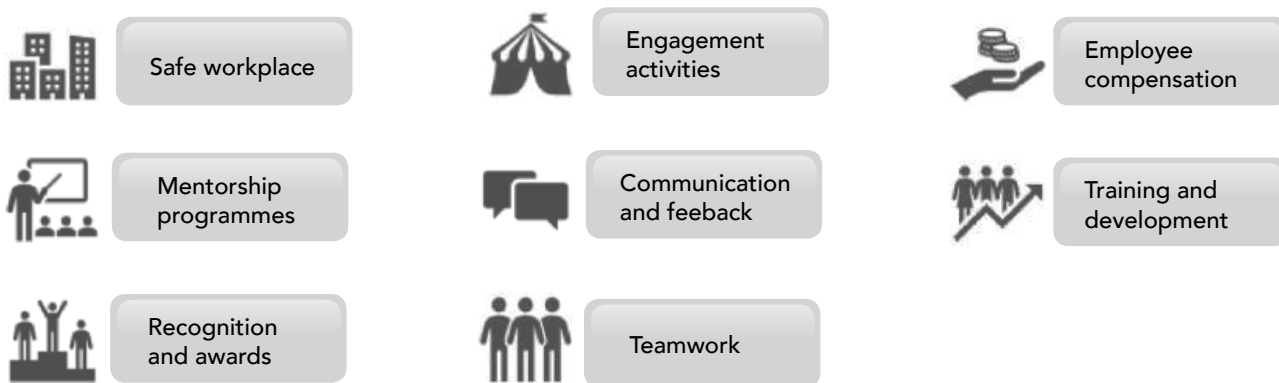 Safe workplace
Engagement
activities
Employee
compensation
Mentorship
programmes
Communication
and feeback
Training and
development
Recognition
and awards
Teamwork